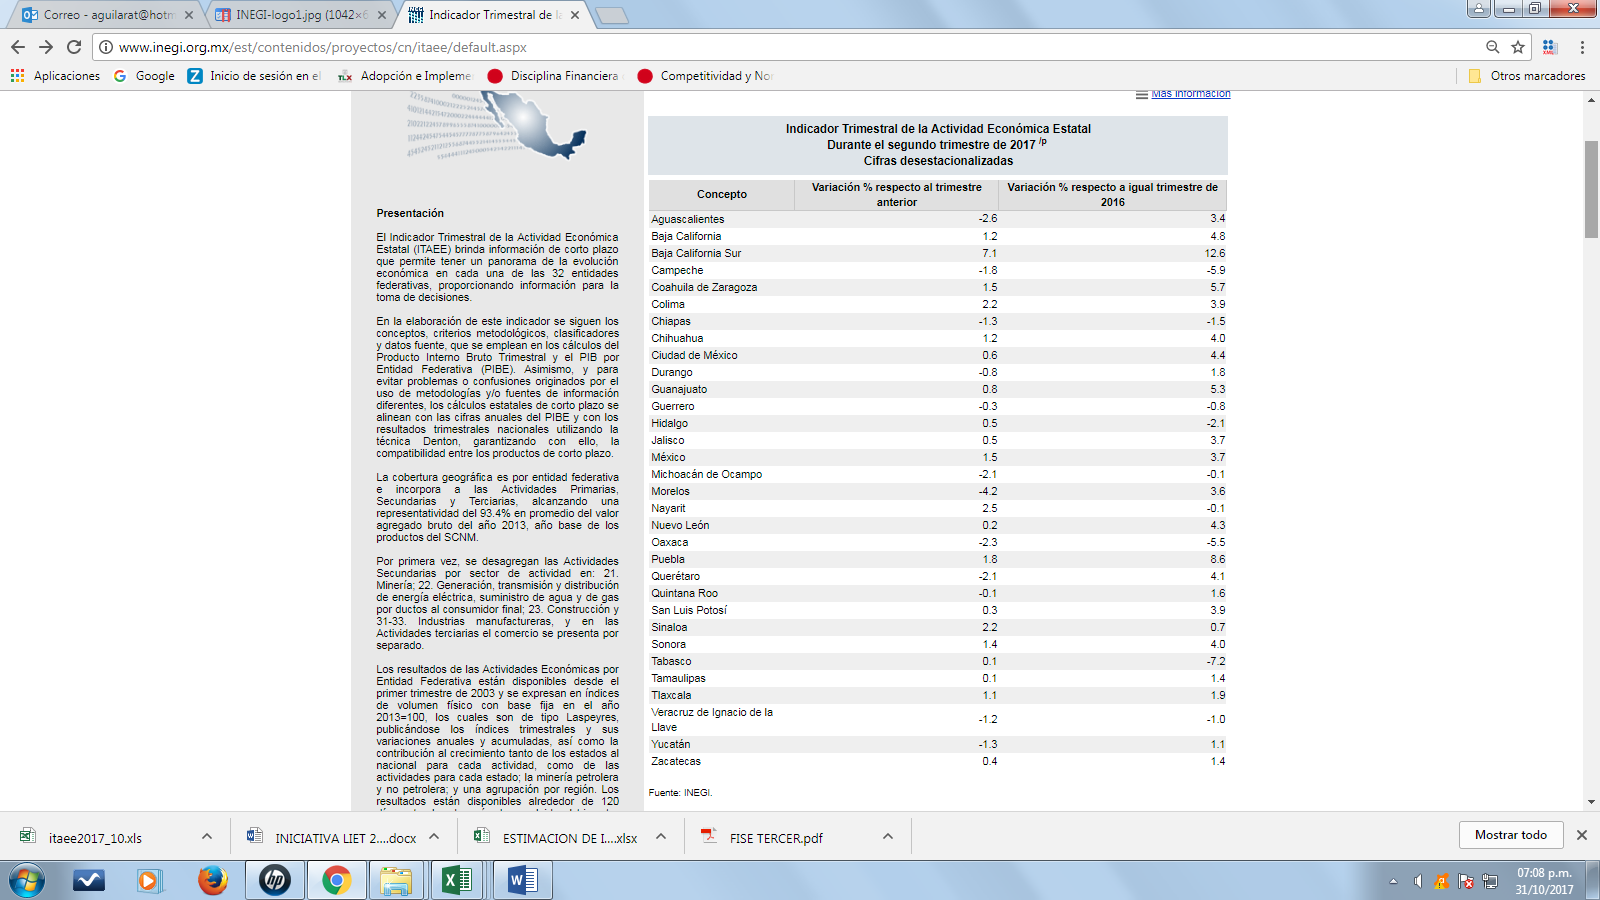 Correo - aguilarat@hotm
INEGI-logo1.jpg (1042×6
Indicador Trimestral de la
www.inegi.org.mx/est/contenidos/proyectos/cn/itaee/default.aspx
Aplicaciones Google Inicio de sesión en el Adopción e Impleme Disciplina Financiera Competitividad y Nor Otros marcadores
Más información
Indicador Trimestral de la Actividad Económica Estatal
Durante el segundo trimestre de 2017 /p
Cifras desestacionalizadas
Presentación
El Indicador Trimestral de la Actividad Económica
Estatal (ITAEE) brinda información de corto plazo
que permite tener un panorama de la evolución
económica en cada una de las 32 entidades
federativas, proporcionando información para la
toma de decisiones.
En la elaboración de este indicador se siguen los
conceptos, criterios metodológicos, clasificadores
y datos fuente, que se emplean en los cálculos del
Producto Interno Bruto Trimestral y el PIB por
Entidad Federativa (PIBE). Asimismo, y para
evitar problemas o confusiones originados por el
uso de metodologías y/o fuentes de información
diferentes, los cálculos estatales de corto plazo se
alinean con las cifras anuales del PIBE y con los
resultados trimestrales nacionales utilizando la
técnica Denton, garantizando con ello, la
compatibilidad entre los productos de corto plazo.
La cobertura geográfica es por entidad federativa
e incorpora a las Actividades Primarias,
Secundarias y Terciarias, alcanzando una
representatividad del 93.4% en promedio del valor
agregado bruto del año 2013, año base de los
productos del SCNM.
Por primera vez, se desagregan las Actividades
Secundarias por sector de actividad en: 21.
Minería; 22. Generación, transmisión y distribución
de energía eléctrica, suministro de agua y de gas
por ductos al consumidor final; 23. Construcción y
31-33. Industrias manufactureras, y en las
Actividades terciarias el comercio se presenta por
separado.
Los resultados de las Actividades Económicas por
Entidad Federativa están disponibles desde el
primer trimestre de 2003 y se expresan en índices
de volumen físico con base fija en el año
2013=100, los cuales son de tipo Laspeyres,
publicándose los índices trimestrales y sus
variaciones anuales y acumuladas, así como la
contribución al crecimiento tanto de los estados al
nacional para cada actividad, como de las
actividades para cada estado; la minería petrolera
y no petrolera; y una agrupación por región. Los
resultados están disponibles alrededor de 120
Concepto Variación % respecto al trimestre anterior Variación % respecto a igual trimestre de 2016
Aguascalientes -2.6 3.4
Baja California 1.2 4.8
Baja California Sur 7.1 12.6
Campeche -1.8 -5.9
Coahuila de Zaragoza 1.5 5.7
Colima 2.2 3.9
Chiapas -1.3 -1.5
Chihuahua 1.2 4.0
Ciudad de México 0.6 4.4
Durango -0.8 1.8
Guanajuato 0.8 5.3
Guerrero -0.3 -0.8
Hidalgo 0.5 -2.1
Jalisco 0.5 3.7
México 1.5 3.7
Michoacán de Ocampo -2.1 -0.1
Morelos -4.2 3.6
Nayarit 2.5 -0.1
Nuevo León 0.2 4.3
Oaxaca -2.3 -5.5
Puebla 1.8 8.6
Querétaro -2.1 4.1
Quintana Roo -0.1 1.6
San Luis Potosí 0.3 3.9
Sinaloa 2.2 0.7
Sonora 1.4 4.0
Tabasco 0.1 -7.2
Tamaulipas 0.1 1.4
Tlaxcala 1.1 1.9
Veracruz de Ignacio de la Llave -1.2 -1.0
Yucatán -1.3 1.1
Zacatecas 0.4 1.4
Fuente: INEGI.
itaee2017_10.xls INICIATIVA LIET 2....docx ESTIMACION DE I....xlsx FISE TERCER.pdf Mostrar todo
07:08 p.m.
31/10/2017